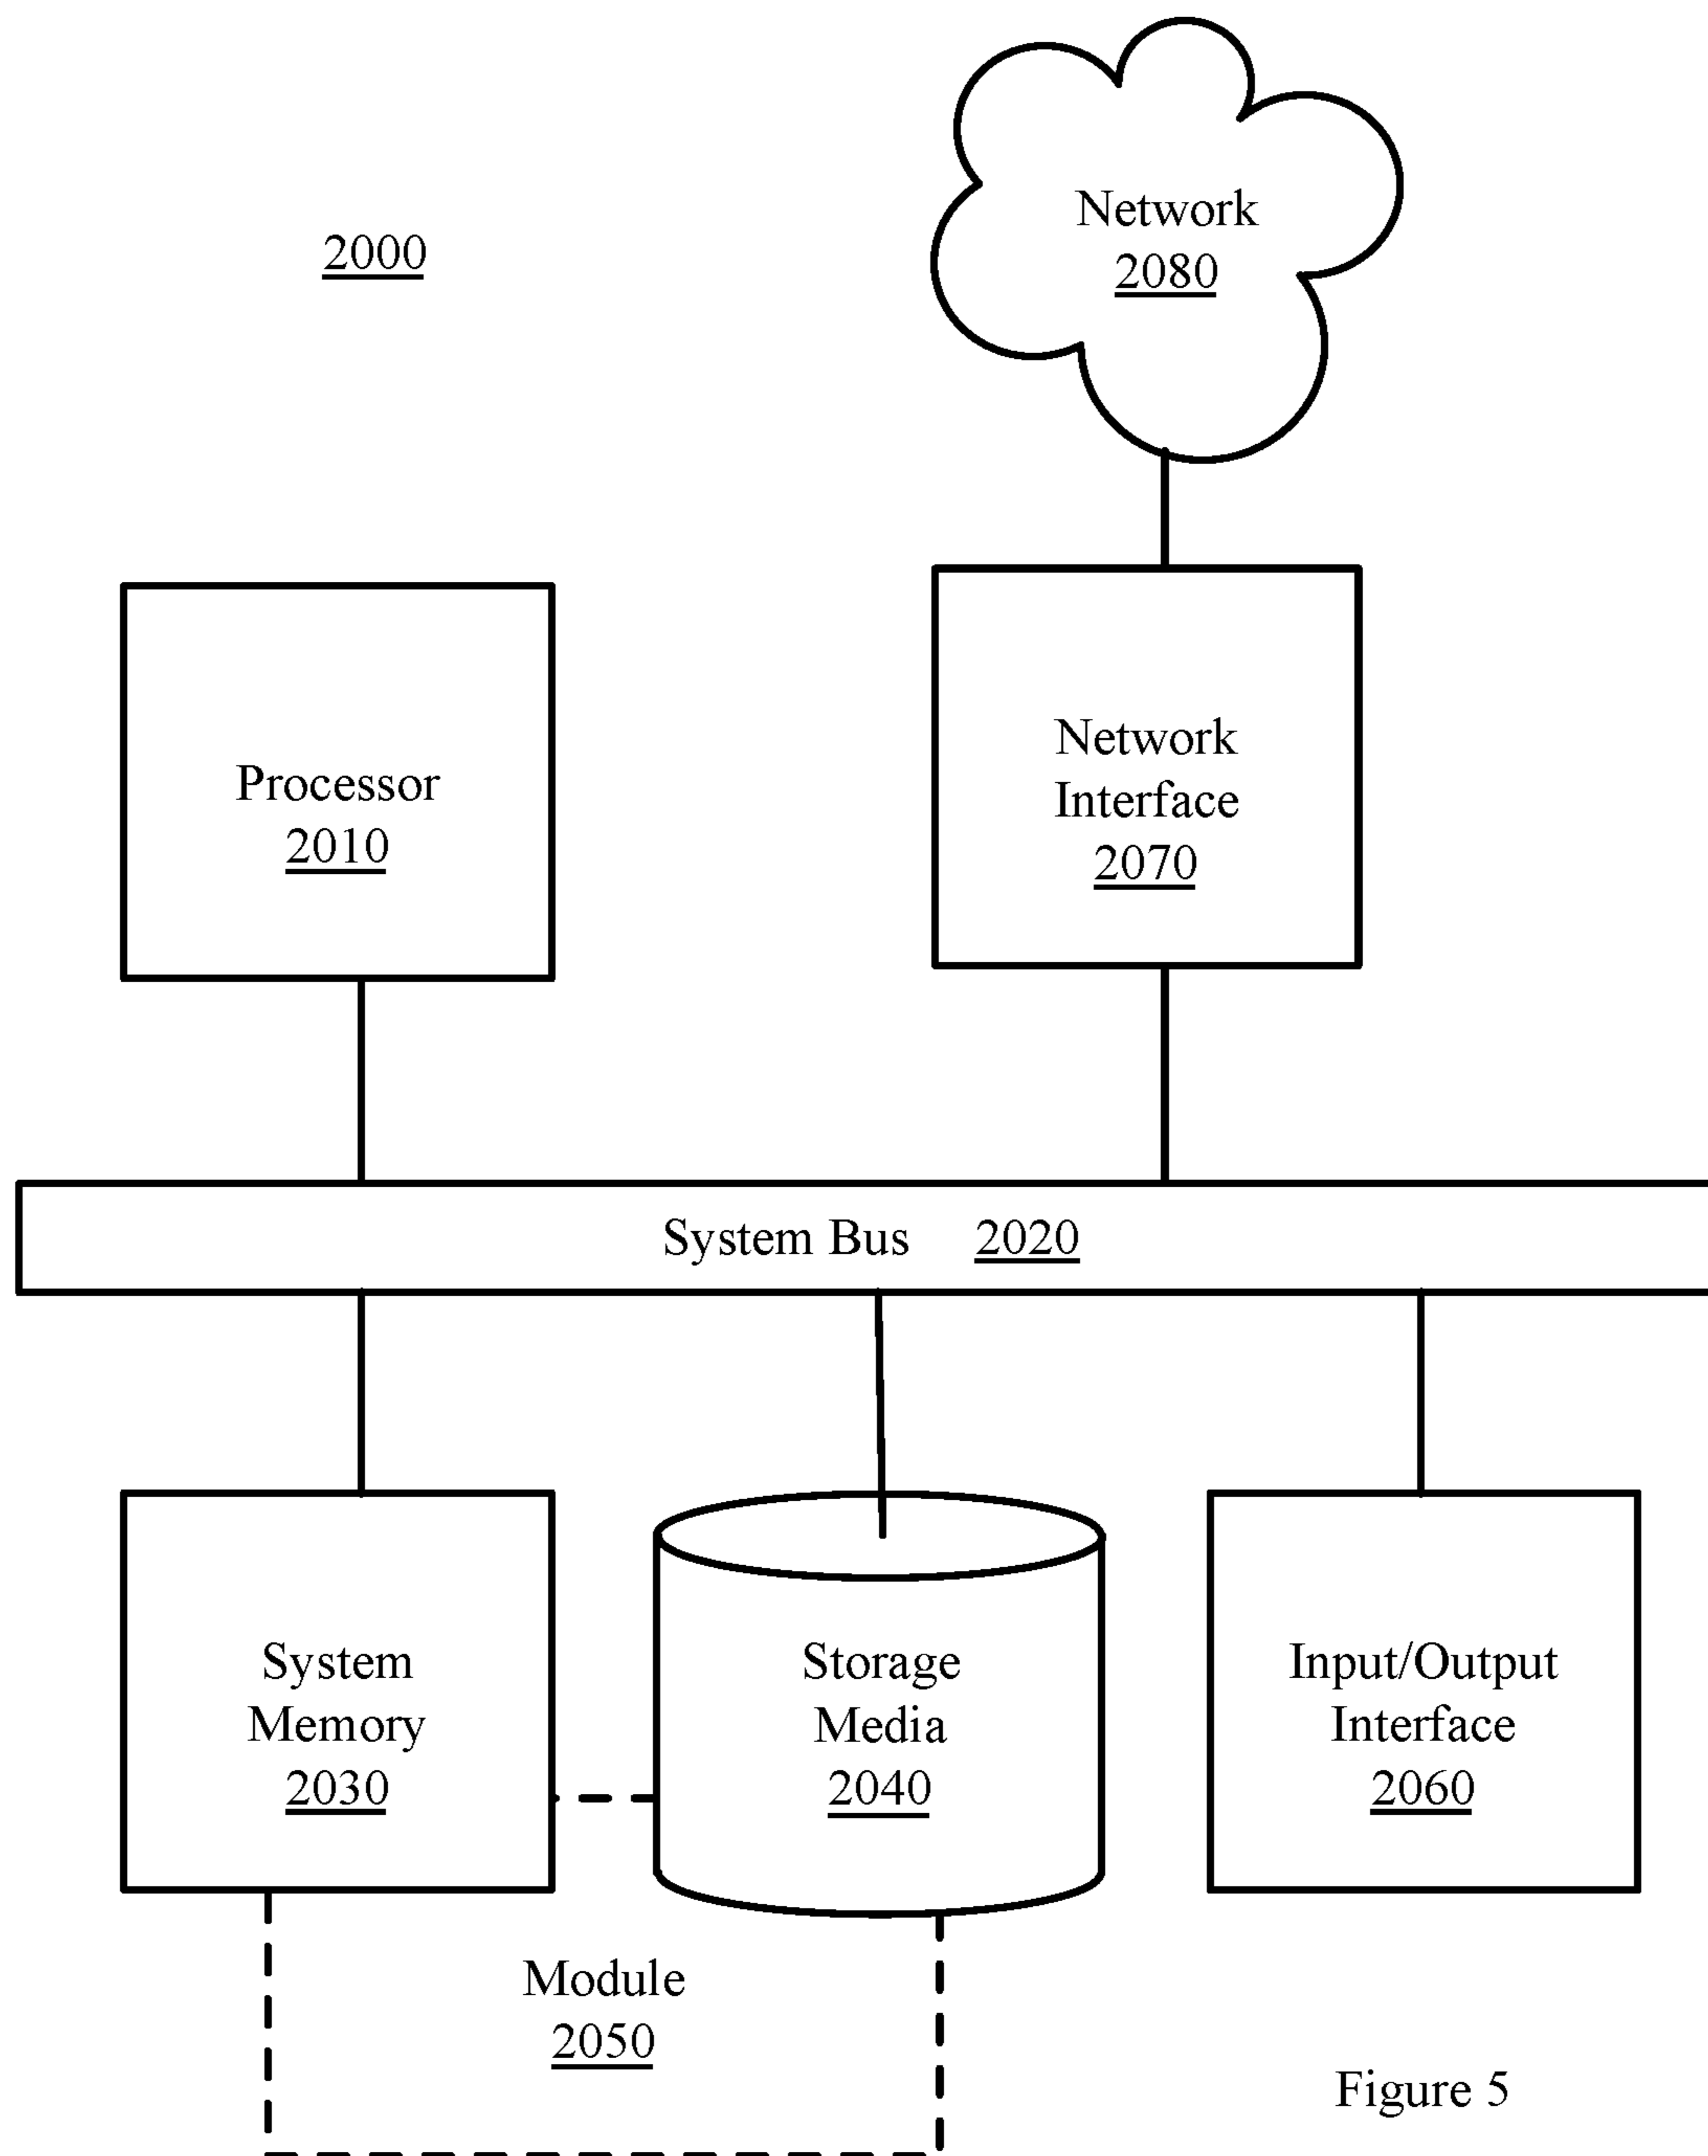 2000
Network
2080
Processor
2010
Network
Interface
2070
System Bus 2020
System
Memory
2030
Storage
Media
2040
Input/Output
Interface
2060
Module
2050
Figure 5